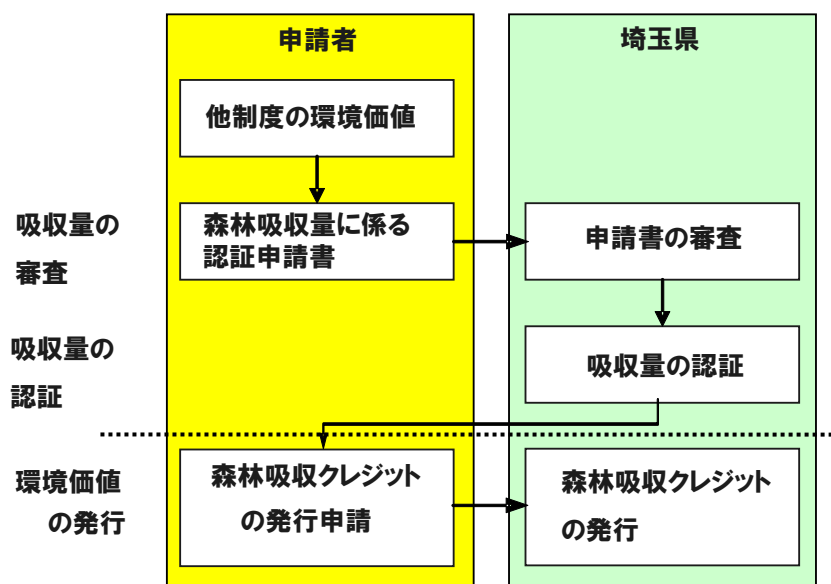 申請者
埼玉県
他制度の環境価値
吸収量の
審査
森林吸収量に係る
認証申請書
申請書の審査
吸収量の
認証
吸収量の認証
環境価値
の発行
森林吸収クレジット
の発行申請
森林吸収クレジット
の発行